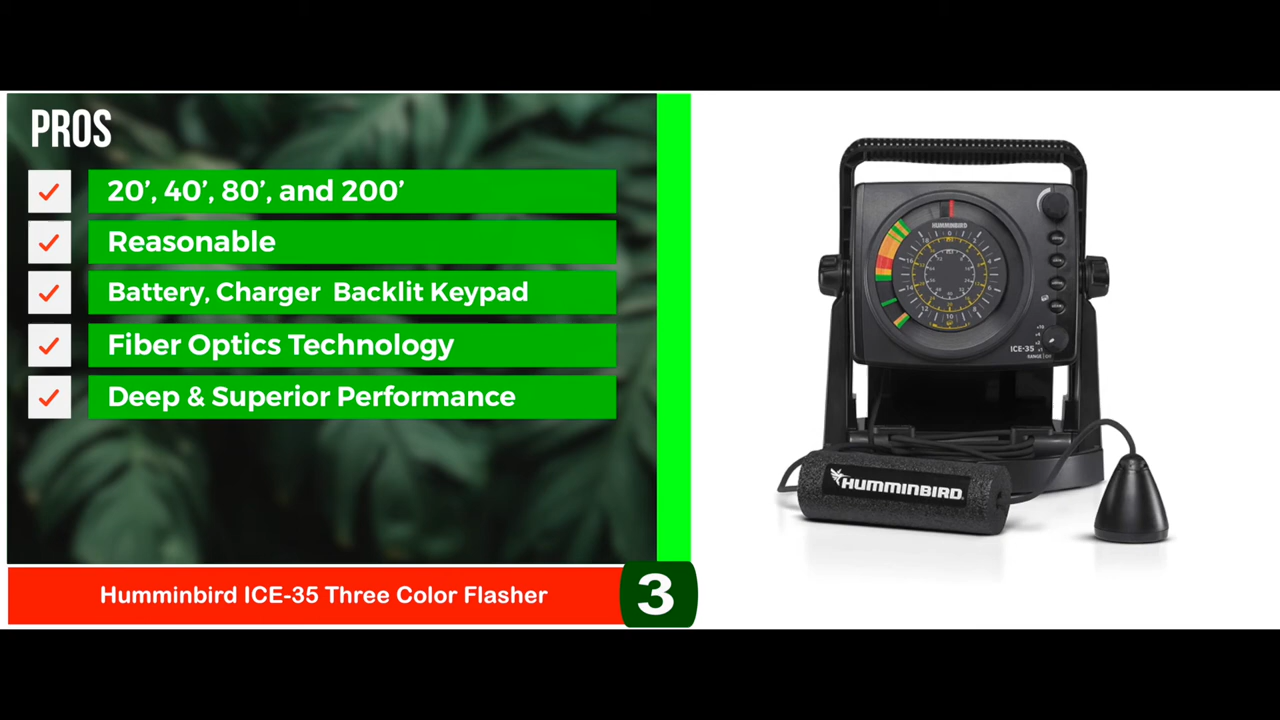 PROS
20’, 40’, 80’, and 200’
Reasonable
Battery, Charger  Backlit Keypad
Fiber Optics Technology
Deep & Superior Performance
Humminbird ICE-35 Three Color Flasher
3
HUMMINBIRD
ICE-35
HUMMINBIRD